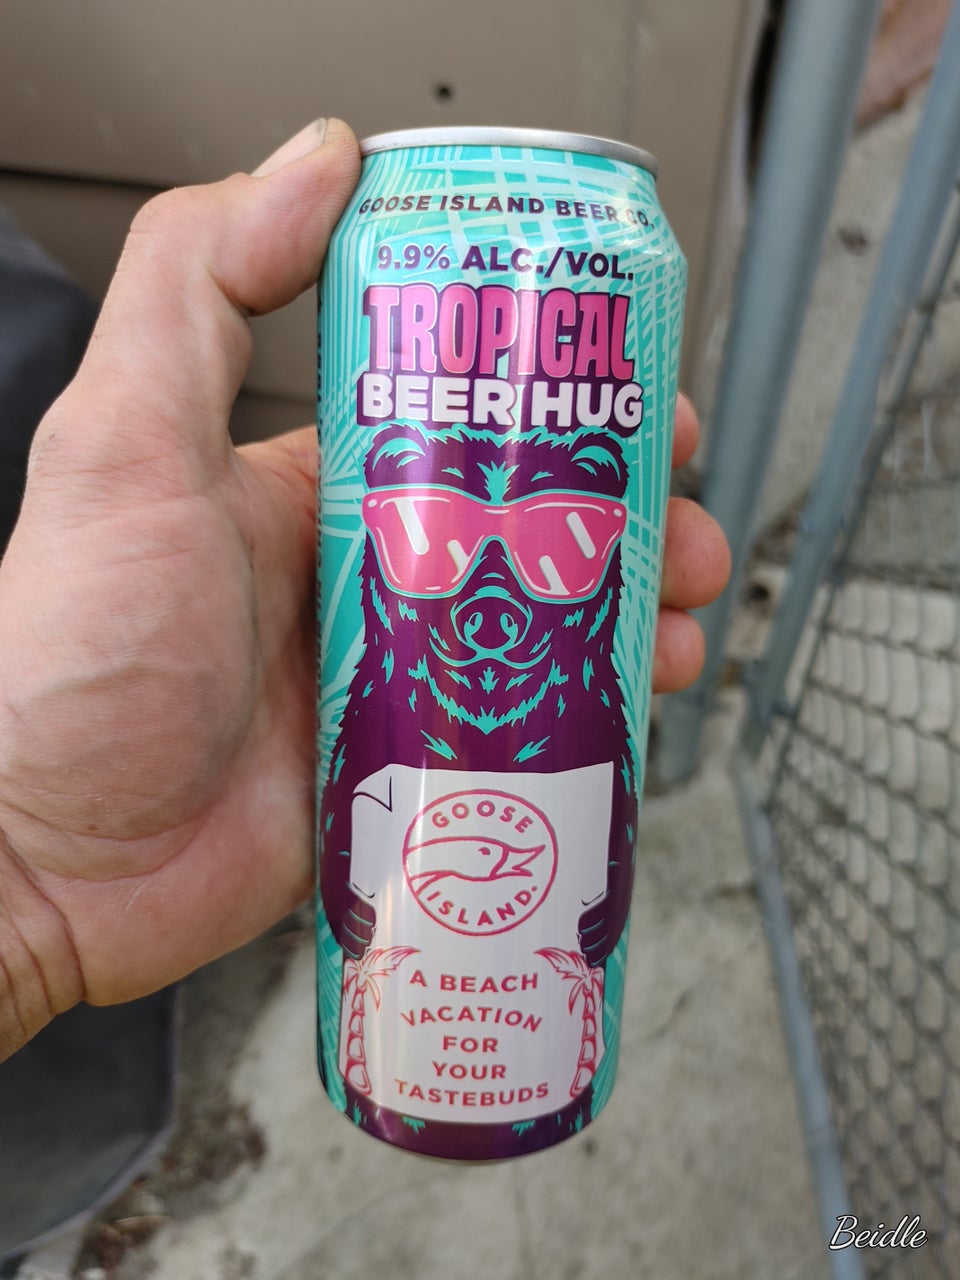 GOOSE ISLAND BEER CO.
9.9% ALC./VOL.
TROPICAL
BEER HUG
GOOSE
ISLAND.
A BEACH
VACATION
FOR
YOUR
TASTEBUDS
Beidle